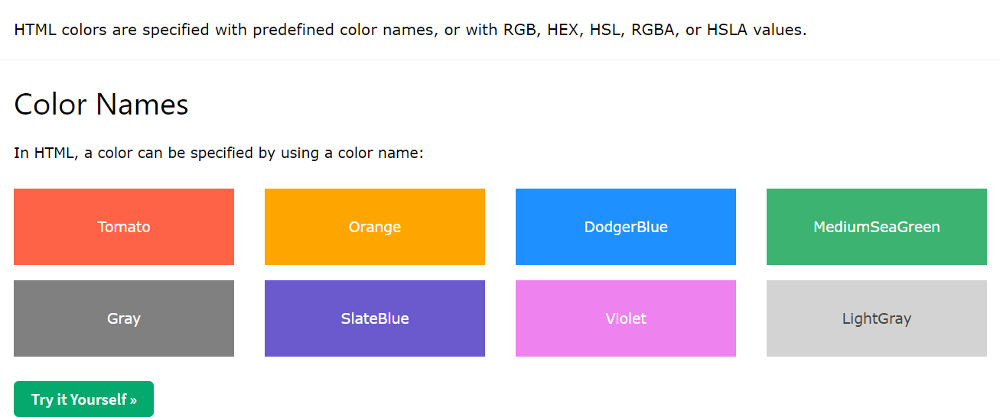 HTML colors are specified with predefined color names, or with RGB, HEX, HSL, RGBA, or HSLA values.
Color Names
In HTML, a color can be specified by using a color name:
Tomato
Orange
DodgerBlue
MediumSeaGreen
Gray
SlateBlue
Violet
LightGray
Try it Yourself »